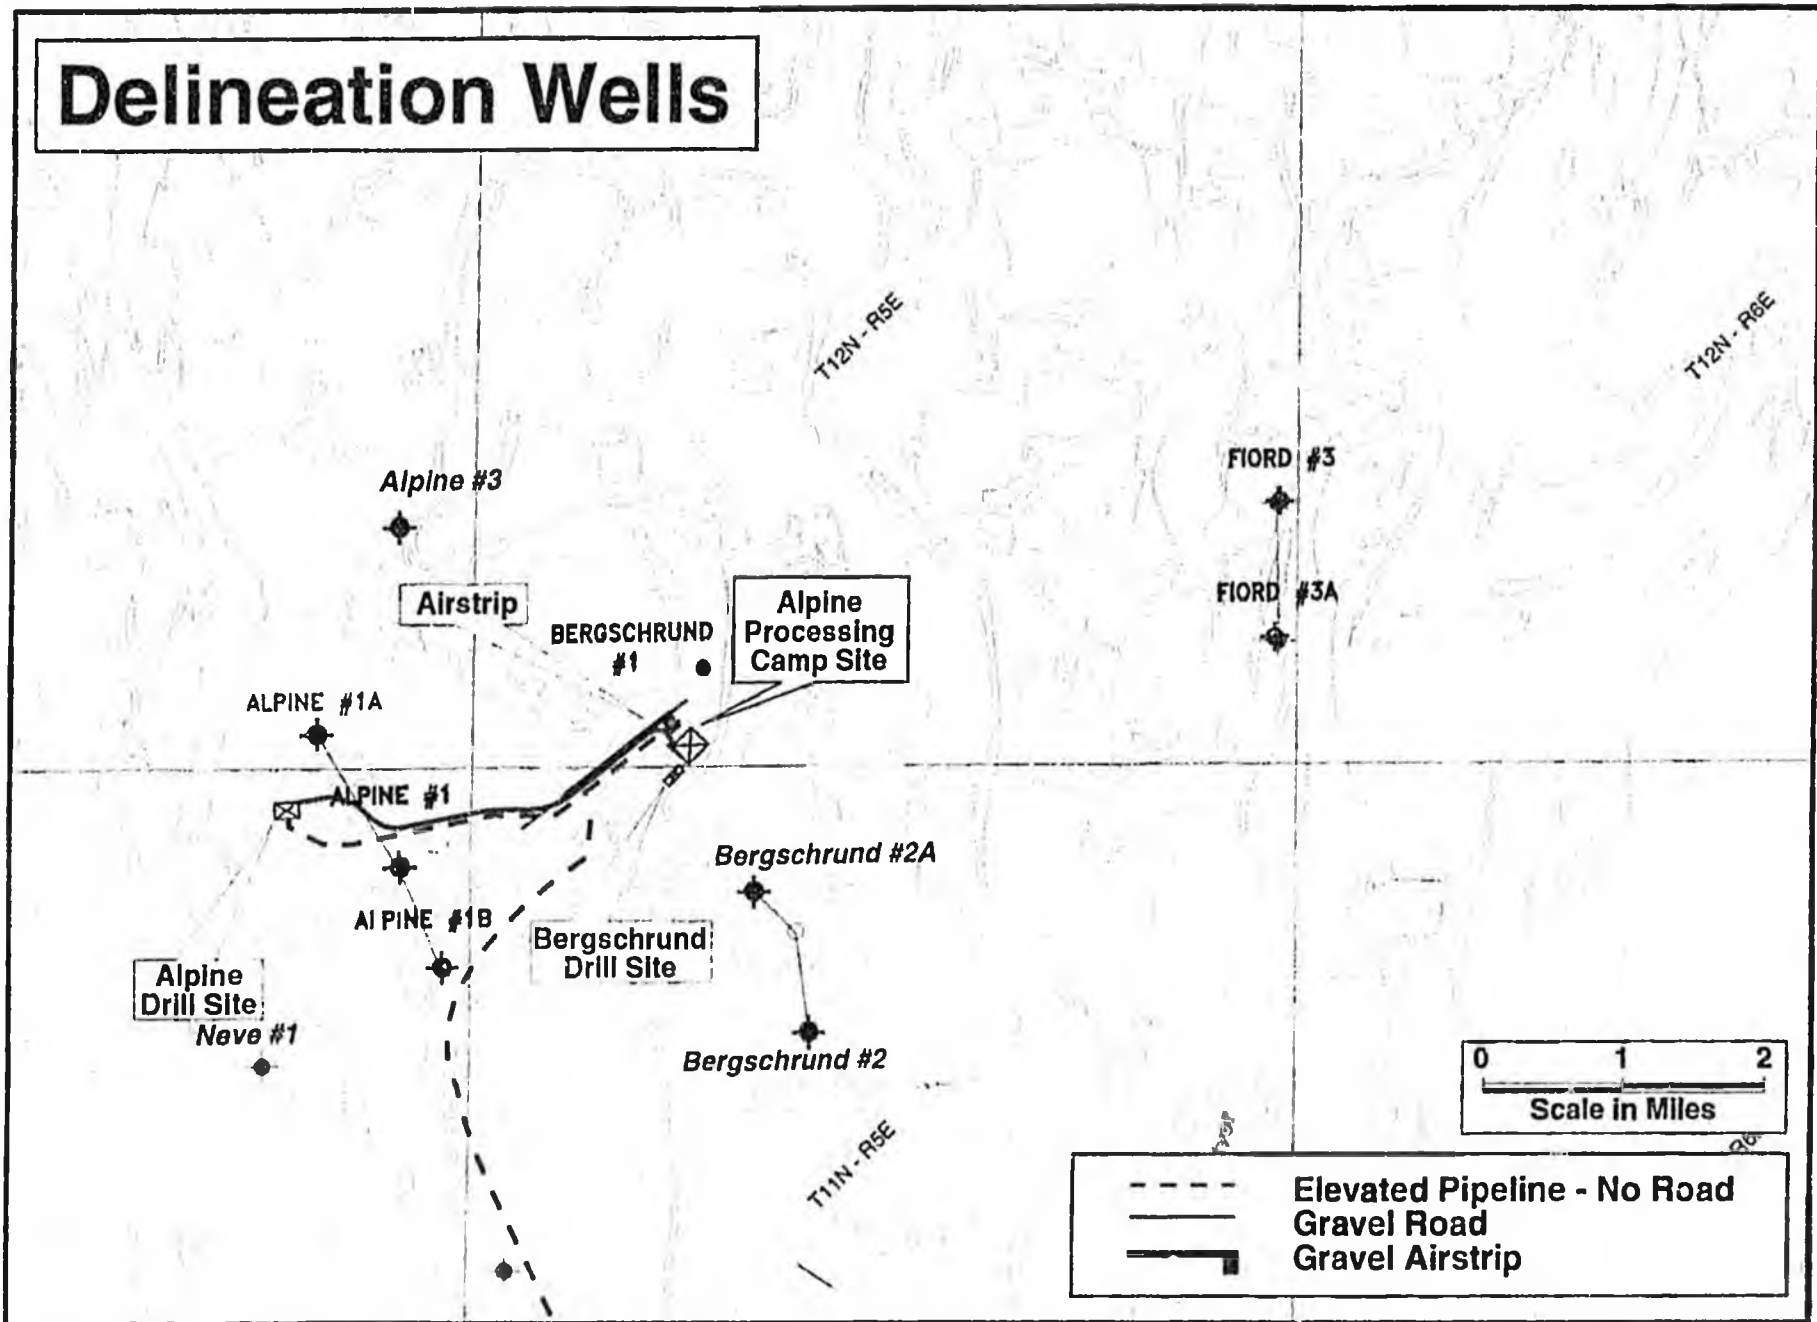 Delineation Wells
T12N - R5E
T12N - R6E
Alpine #3
FIORD #3
Airstrip
BERGSCHRUND
#1
Alpine
Processing
Camp Site
FIORD #3A
ALPINE #1A
ALPINE #1
Bergschrund #2A
AIPINE #1B
Bergschrund
Drill Site
Alpine
Drill Site
Neve #1
Bergschrund #2
0 1 2
Scale in Miles
T11N - R5E
Elevated Pipeline - No Road
Gravel Road
Gravel Airstrip